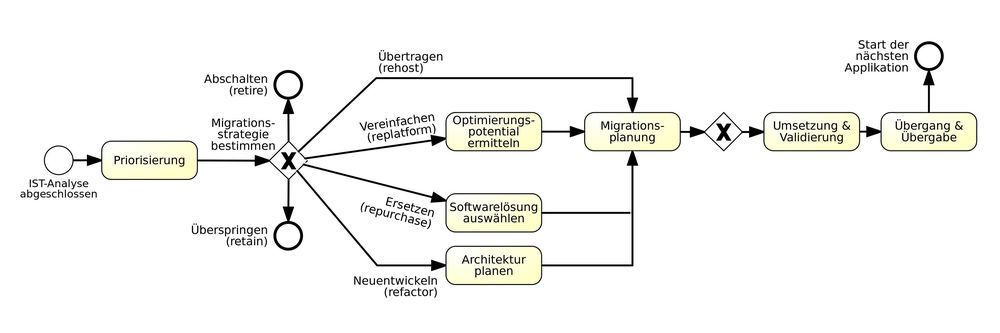 IST-Analyse
abgeschlossen
Priorisierung
Migrations-
strategie
bestimmen
X
Abschalten
(retire)
Überspringen
(retain)
Übertragen
(rehost)
Vereinfachen
(replatform)
Ersetzen
(repurchase)
Neuentwickeln
(refactor)
Optimierungs-
potential
ermitteln
Softwarelösung
auswählen
Architektur
planen
Migrations-
planung
X
Umsetzung &
Validierung
Übergang &
Übergabe
Start der
nächsten
Applikation